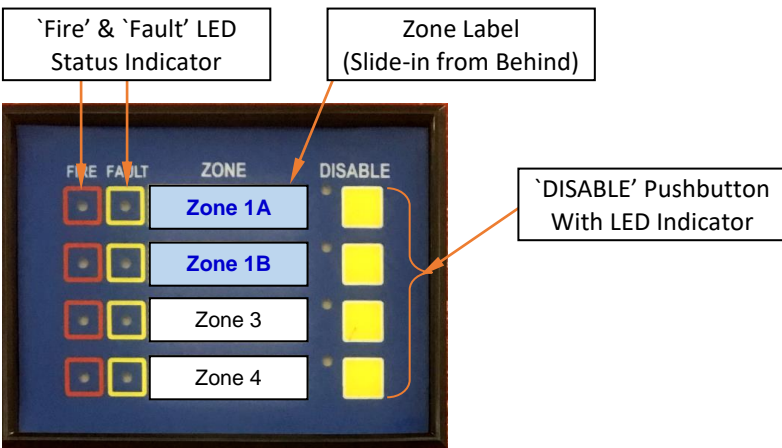 `Fire' & `Fault' LED
Status Indicator
Zone Label
(Slide-in from Behind)
FIRE FAULT ZONE DISABLE
Zone 1A
Zone 1B
Zone 3
Zone 4
`DISABLE' Pushbutton
With LED Indicator